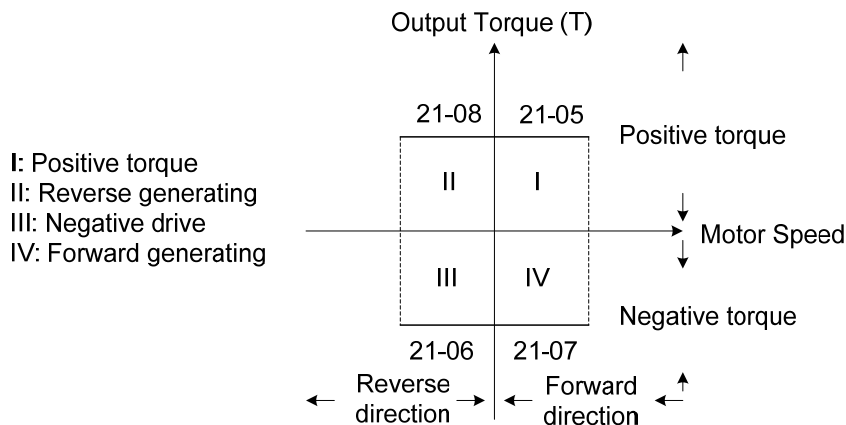 Output Torque (T)
21-08
21-05
Positive torque
I: Positive torque
II: Reverse generating
III: Negative drive
IV: Forward generating
II
I
Motor Speed
III
IV
Negative torque
21-06
21-07
Reverse
direction
Forward
direction